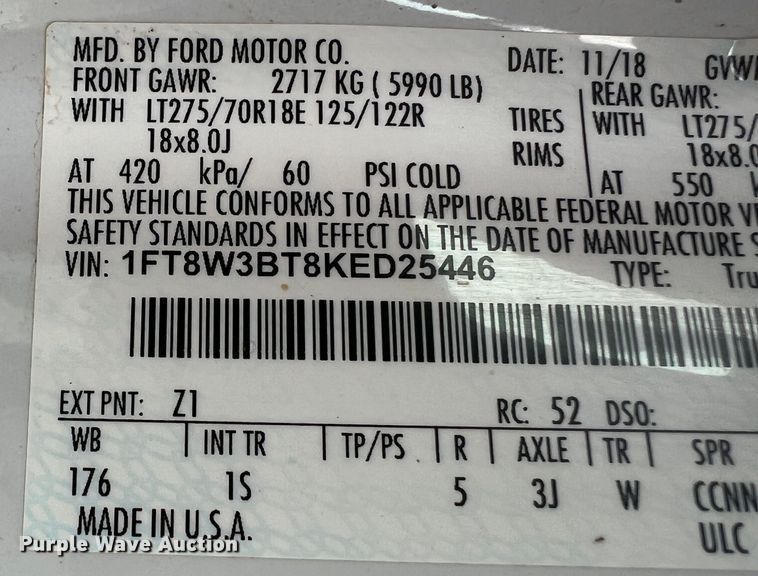 MFD. BY FORD MOTOR CO. DATE: 11/18
FRONT GAWR: 2717 KG ( 5990 LB) REAR GAWR:
WITH LT275/70R18E 125/122R TIRES WITH LT275/
18x8.0J RIMS 18x8.0
AT 420 kPa/ 60 PSI COLD AT 550
THIS VEHICLE CONFORMS TO ALL APPLICABLE FEDERAL MOTOR
SAFETY STANDARDS IN EFFECT ON THE DATE OF MANUFACTURE
VIN: 1FT8W3BT8KED25446 TYPE: Tru
EXT PNT: Z1 RC: 52 DSO:
WB INT TR TP/PS R AXLE TR SPR
176 1S 5 3J W CCNN
MADE IN U.S.A. ULC
Purple Wave Auction